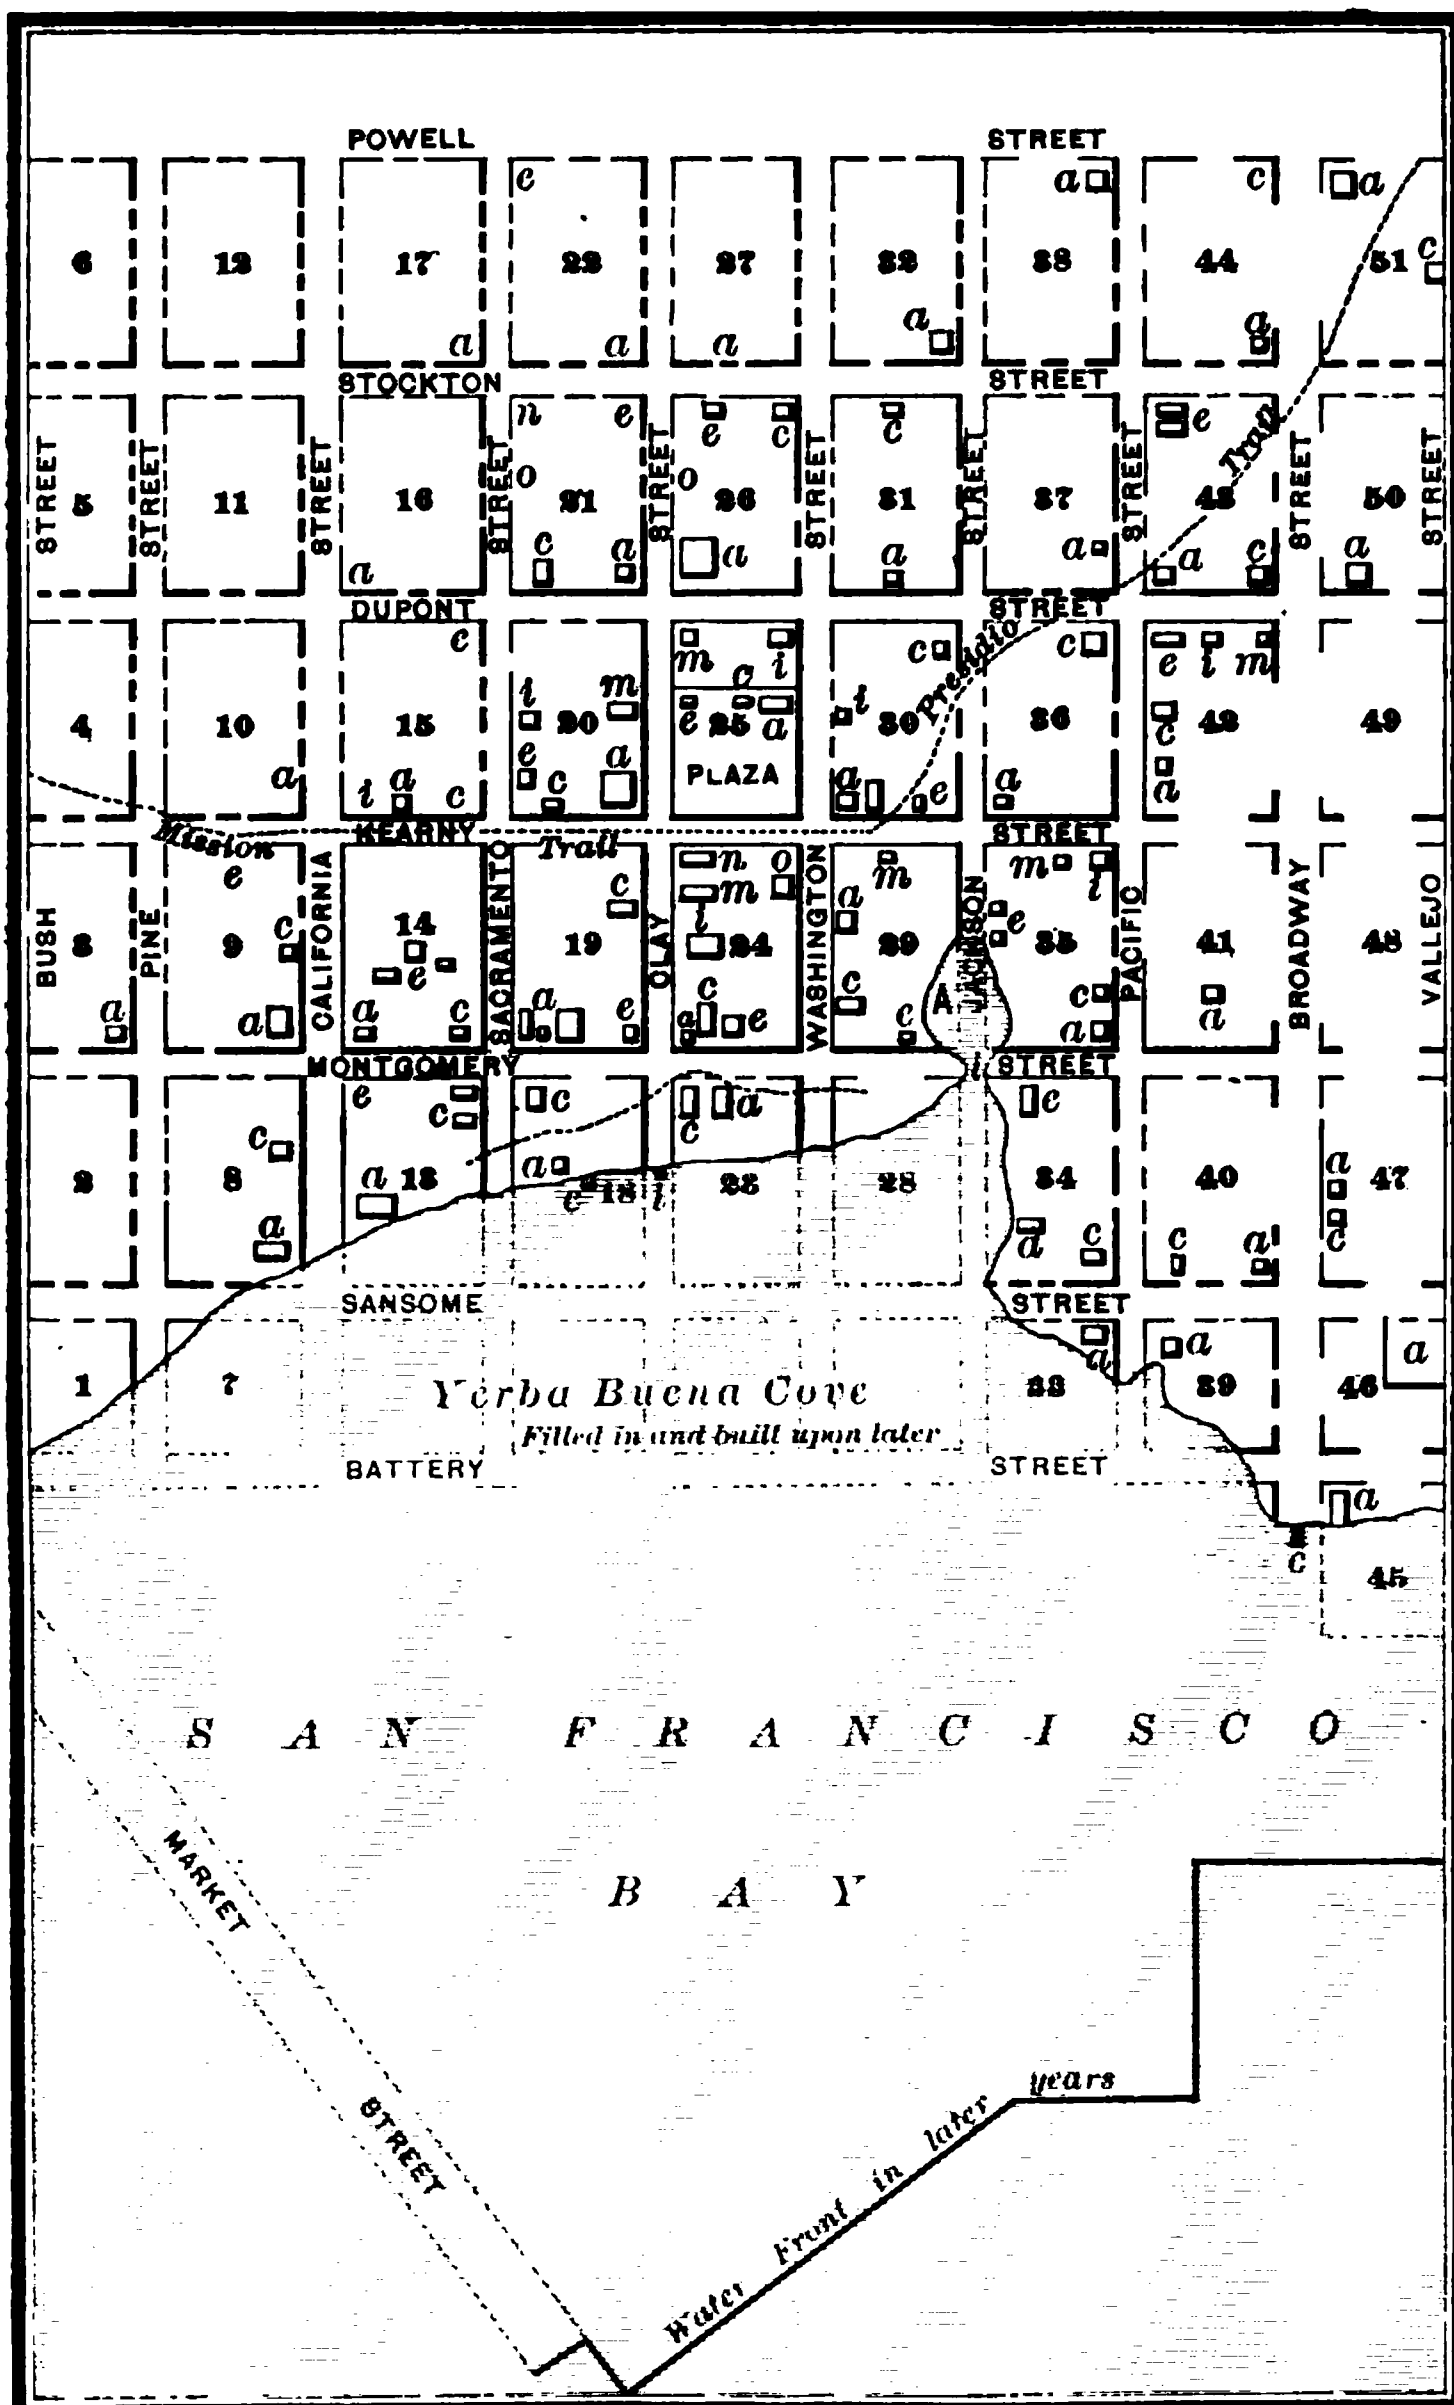 POWELL STREET
c a c a
6 12 17 22 27 32 38 44 51 c
a a a a a
STOCKTON STREET
n e e c c e
o o
STREET 5 STREET 11 STREET 16 STREET 21 STREET 26 STREET 31 STREET 37 STREET 43 Trail STREET 50 STREET
a c a a a a a c a
DUPONT STREET
e m o i c Presidio c e i m
4 10 15 i 20 m e 25 a i 30 36 c 42 49
a i a c e c a PLAZA a e a a
KEARNY STREET
Mission Trail
e c n o m i a m m i e
BUSH 3 PINE 9 c CALIFORNIA 14 e SACRAMENTO 19 CLAY 24 WASHINGTON 29 A JACKSON 35 PACIFIC 41 BROADWAY 48 VALLEJO
a a a c a e c e c c c a a
MONTGOMERY STREET
e c c c a c
2 8 c a 13 a 18 23 28 34 40 a 47
a c i a c c a c
SANSOME STREET
1 7 33 a 39 a 46 a
Yerba Buena Cove
Filled in and built upon later
BATTERY STREET
a
c 45
SAN FRANCISCO
BAY
MARKET
STREET
Water Front in later years